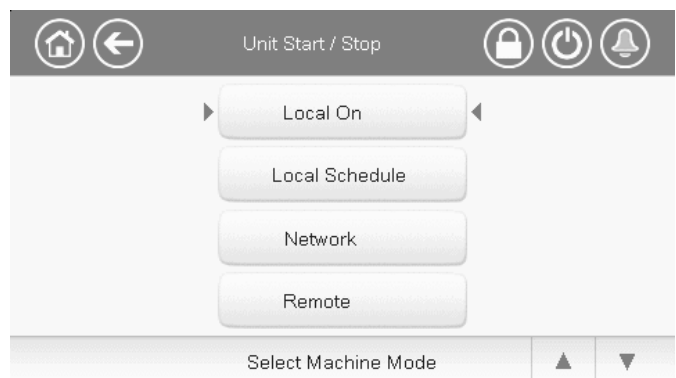 Unit Start / Stop
Local On
Local Schedule
Network
Remote
Select Machine Mode